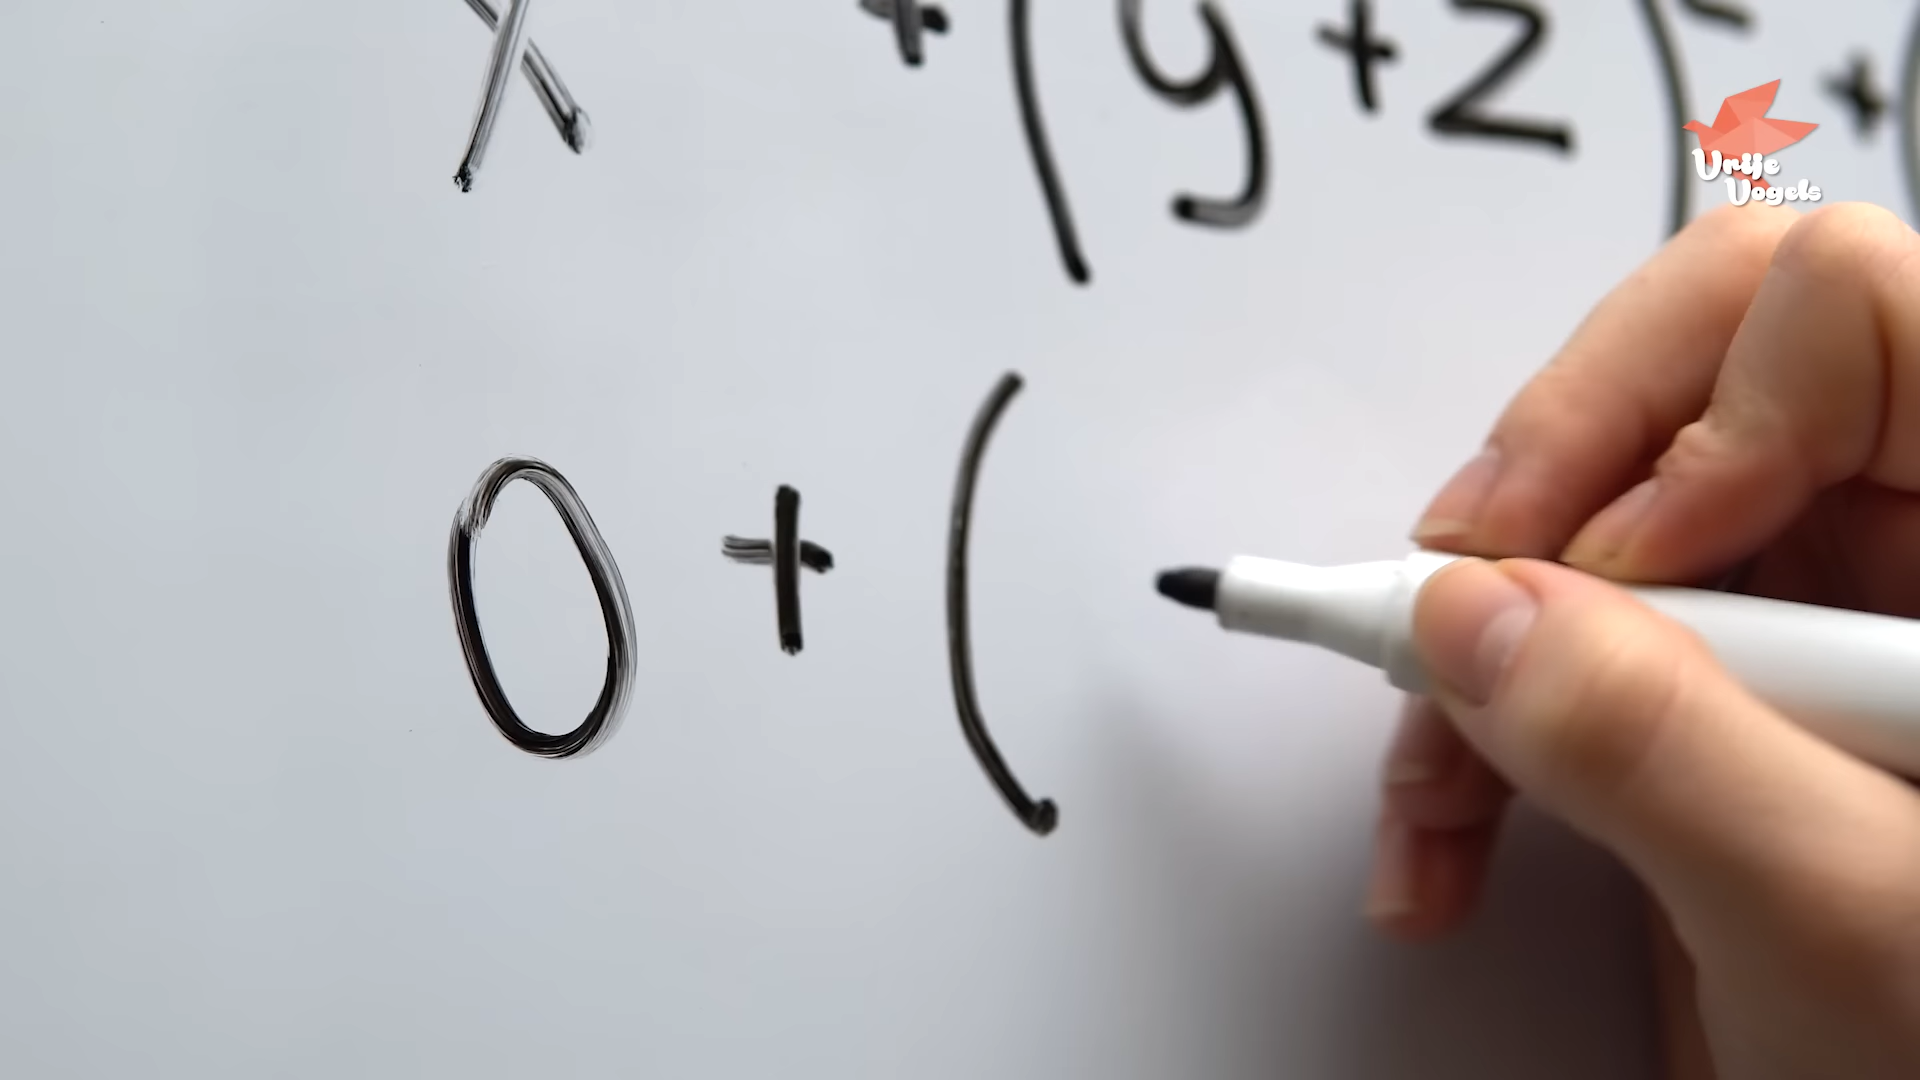 x + (y+z) + (
Vrije
Vogels
0 + (